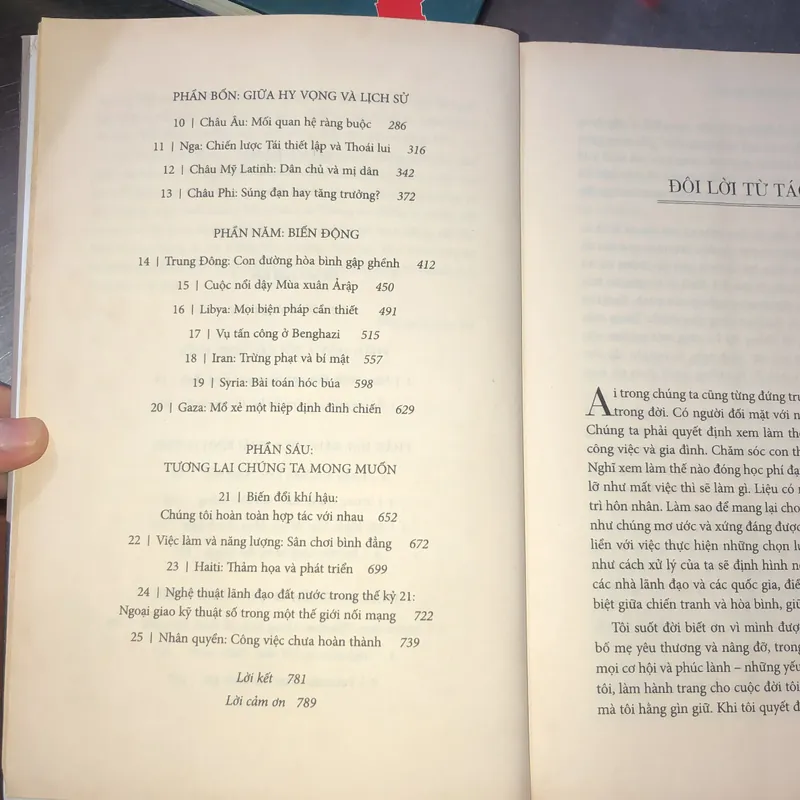 PHẦN BỐN: GIỮA HY VỌNG VÀ LỊCH SỬ
10 | Châu Âu: Mối quan hệ ràng buộc 286
11 | Nga: Chiến lược Tái thiết lập và Thoái lui 316
12 | Châu Mỹ Latinh: Dân chủ và mị dân 342
13 | Châu Phi: Súng đạn hay tăng trưởng? 372
PHẦN NĂM: BIẾN ĐỘNG
14 | Trung Đông: Con đường hòa bình gập ghềnh 412
15 | Cuộc nổi dậy Mùa xuân Ảrập 450
16 | Libya: Mọi biện pháp cần thiết 491
17 | Vụ tấn công ở Benghazi 515
18 | Iran: Trừng phạt và bí mật 557
19 | Syria: Bài toán hóc búa 598
20 | Gaza: Mổ xẻ một hiệp định đình chiến 629
PHẦN SÁU:
TƯƠNG LAI CHÚNG TA MONG MUỐN
21 | Biến đổi khí hậu:
Chúng tôi hoàn toàn hợp tác với nhau 652
22 | Việc làm và năng lượng: Sân chơi bình đẳng 672
23 | Haiti: Thảm họa và phát triển 699
24 | Nghệ thuật lãnh đạo đất nước trong thế kỷ 21:
Ngoại giao kỹ thuật số trong một thế giới nối mạng 722
25 | Nhân quyền: Công việc chưa hoàn thành 739
Lời kết 781
Lời cảm ơn 789
ĐÔI LỜI TỪ TÁC
Ai trong chúng ta cũng từng đứng trư
trong đời. Có người đối mặt với n
Chúng ta phải quyết định xem làm th
công việc và gia đình. Chăm sóc con th
Nghĩ xem làm thế nào đóng học phí đạ
lỡ như mất việc thì sẽ làm gì. Liệu có n
trì hôn nhân. Làm sao để mang lại cho
như chúng mơ ước và xứng đáng được
liền với việc thực hiện những chọn lự
như cách xử lý của ta sẽ định hình n
các nhà lãnh đạo và các quốc gia, điề
biệt giữa chiến tranh và hòa bình, giữ
Tôi suốt đời biết ơn vì mình đượ
bố mẹ yêu thương và nâng đỡ, trong
mọi cơ hội và phúc lành – những yếu
tôi, làm hành trang cho cuộc đời tôi
mà tôi hằng gìn giữ. Khi tôi quyết đ